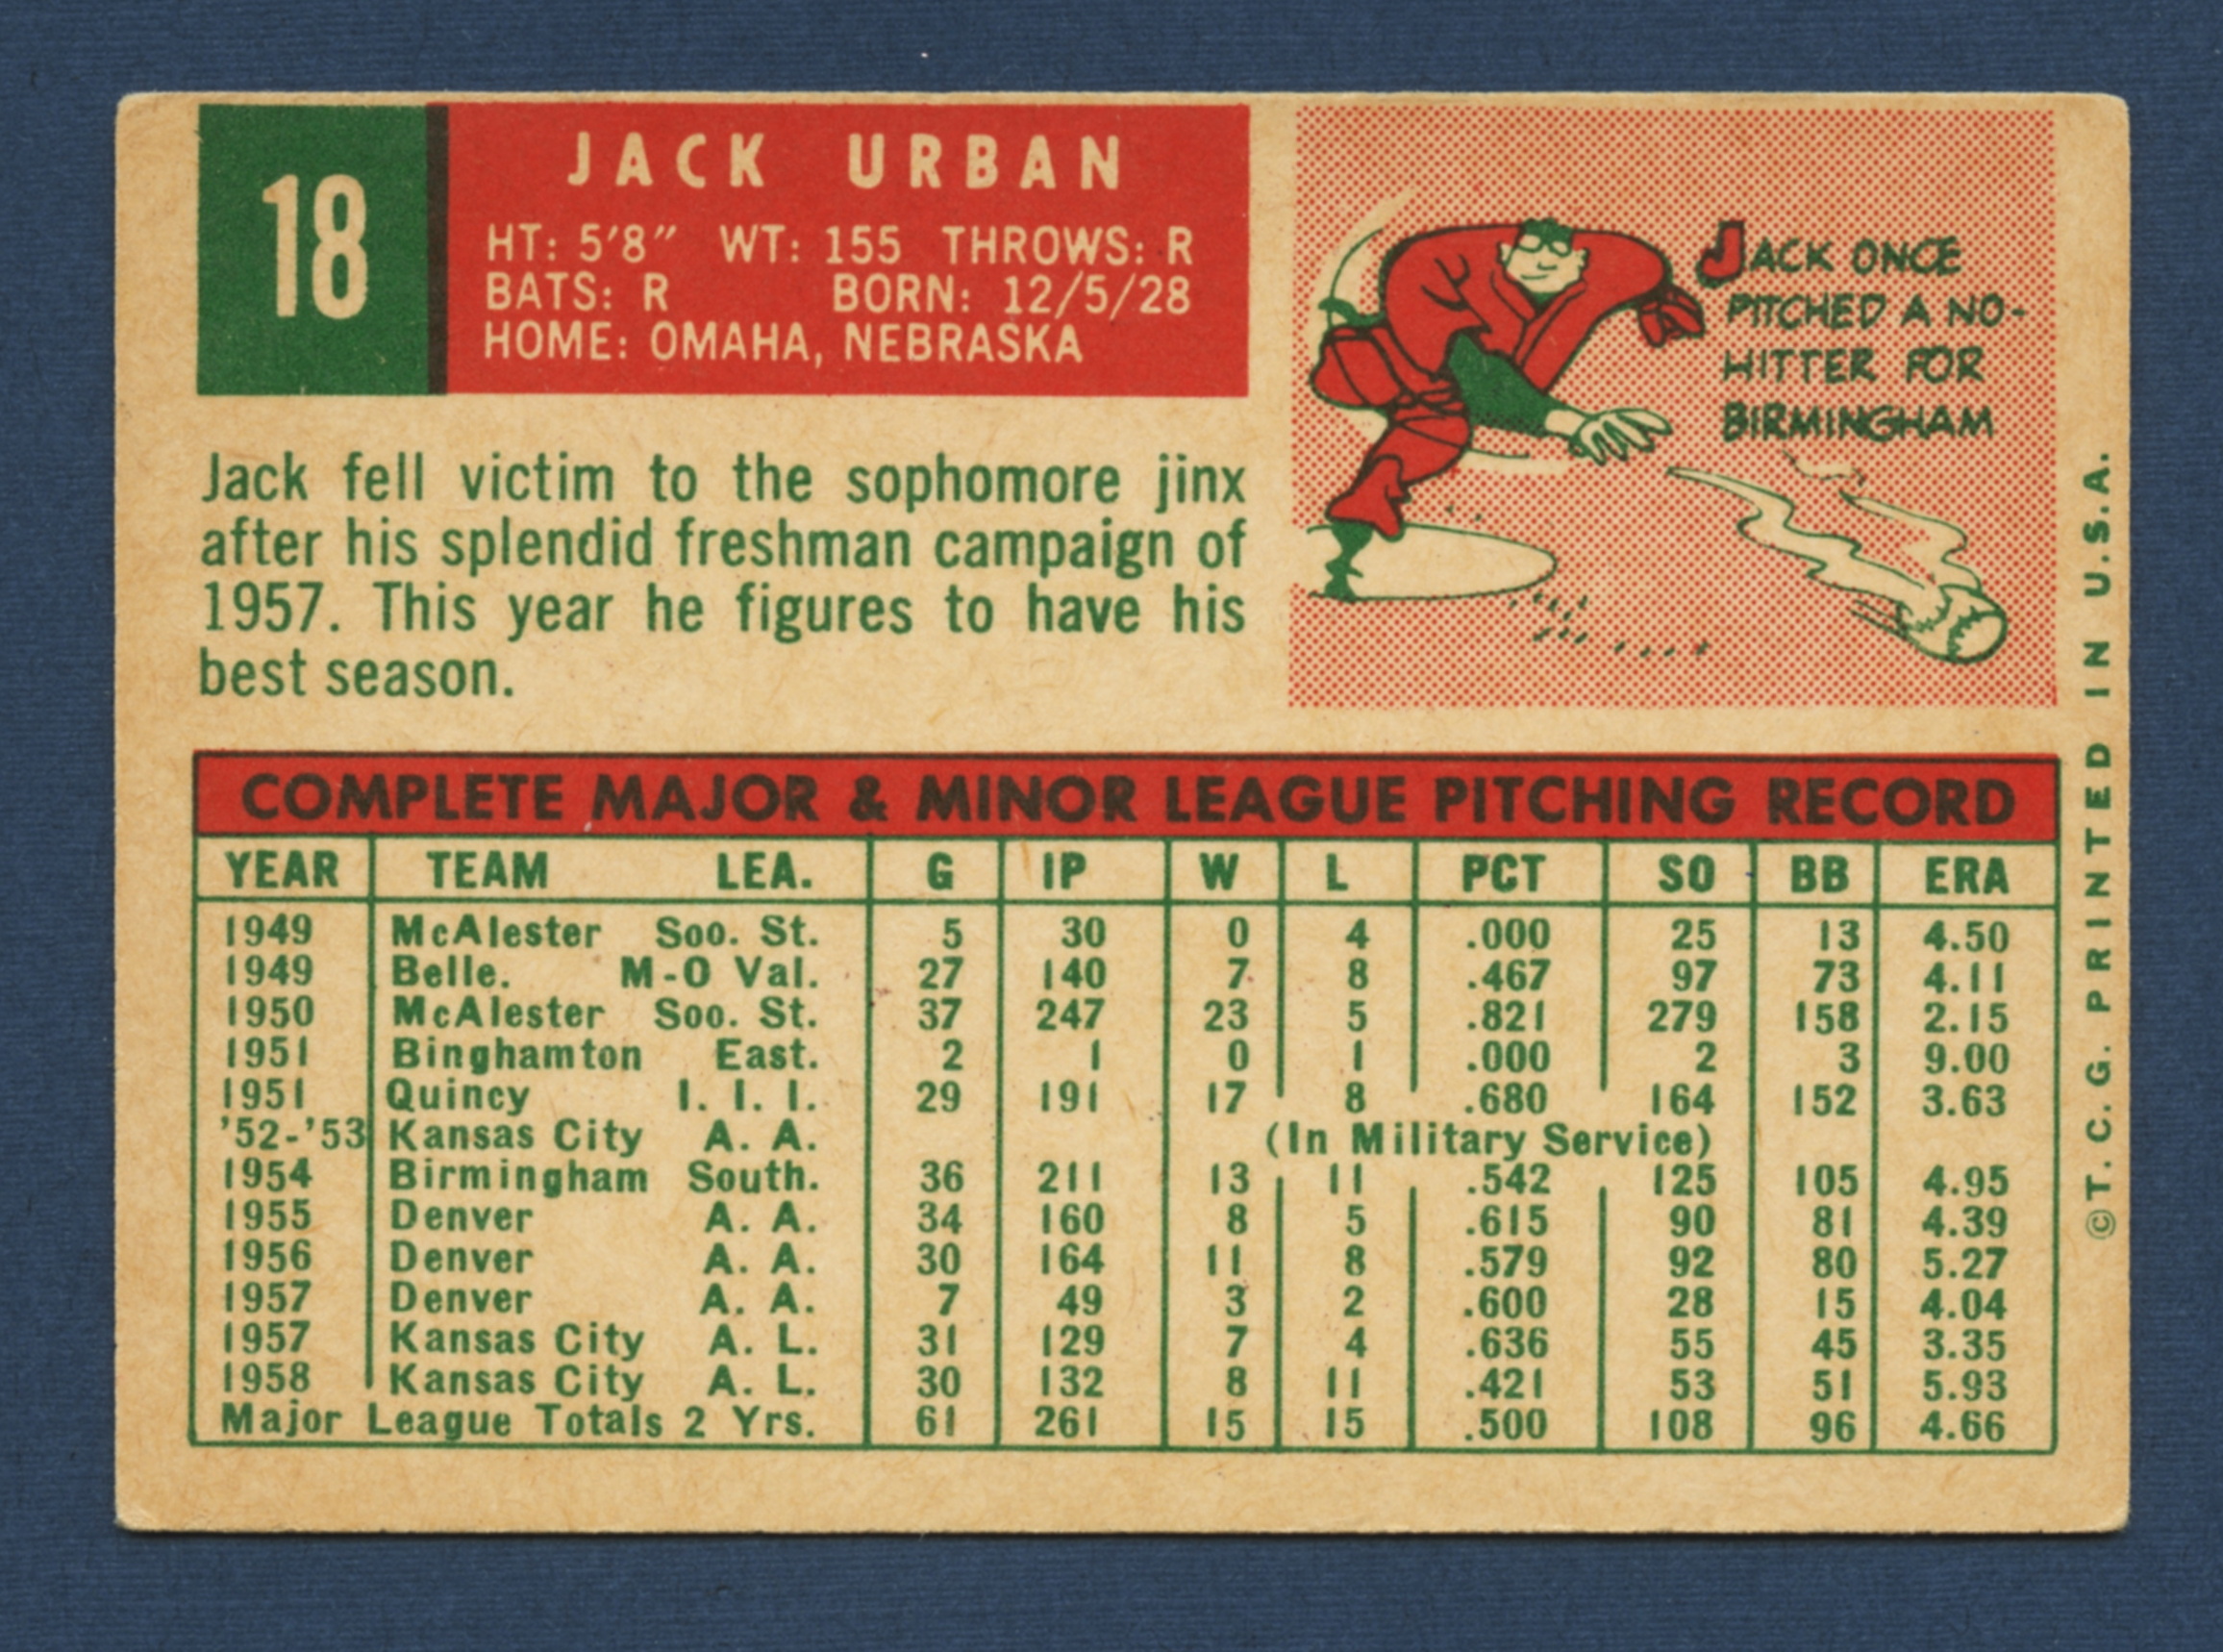 18
JACK URBAN
HT: 5'8" WT: 155 THROWS: R
BATS: R BORN: 12/5/28
HOME: OMAHA, NEBRASKA
Jack fell victim to the sophomore jinx
after his splendid freshman campaign of
1957. This year he figures to have his
best season.
JACK ONCE
PITCHED A NO-
HITTER FOR
BIRMINGHAM
COMPLETE MAJOR & MINOR LEAGUE PITCHING RECORD
YEAR TEAM LEA. G IP W L PCT SO BB ERA
1949 McAlester Soo. St. 5 30 0 4 .000 25 13 4.50
1949 Belle. M-O Val. 27 140 7 8 .467 97 73 4.11
1950 McAlester Soo. St. 37 247 23 5 .821 279 158 2.15
1951 Binghamton East. 2 1 0 1 .000 2 3 9.00
1951 Quincy I. I. I. 29 191 17 8 .680 164 152 3.63
'52-'53 Kansas City A. A. (In Military Service)
1954 Birmingham South. 36 211 13 11 .542 125 105 4.95
1955 Denver A. A. 34 160 8 5 .615 90 81 4.39
1956 Denver A. A. 30 164 11 8 .579 92 80 5.27
1957 Denver A. A. 7 49 3 2 .600 28 15 4.04
1957 Kansas City A. L. 31 129 7 4 .636 55 45 3.35
1958 Kansas City A. L. 30 132 8 11 .421 53 51 5.93
Major League Totals 2 Yrs. 61 261 15 15 .500 108 96 4.66
©T. C. G. PRINTED IN U.S.A.